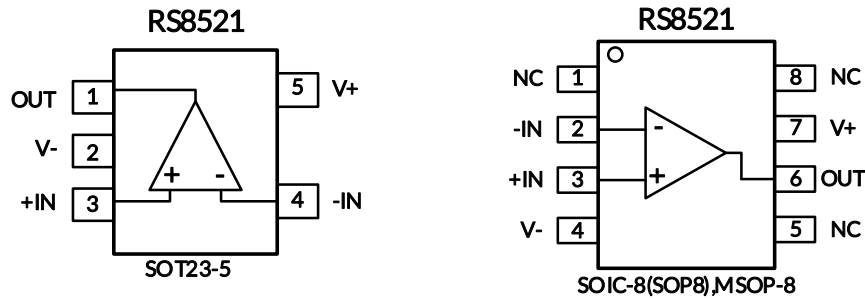 RS8521
OUT 1 5 V+
V- 2
+ -
+IN 3 4 -IN
SOT23-5
RS8521
NC 1 8 NC
-IN 2 - 7 V+
+IN 3 + 6 OUT
V- 4 5 NC
SOIC-8(SOP8),MSOP-8